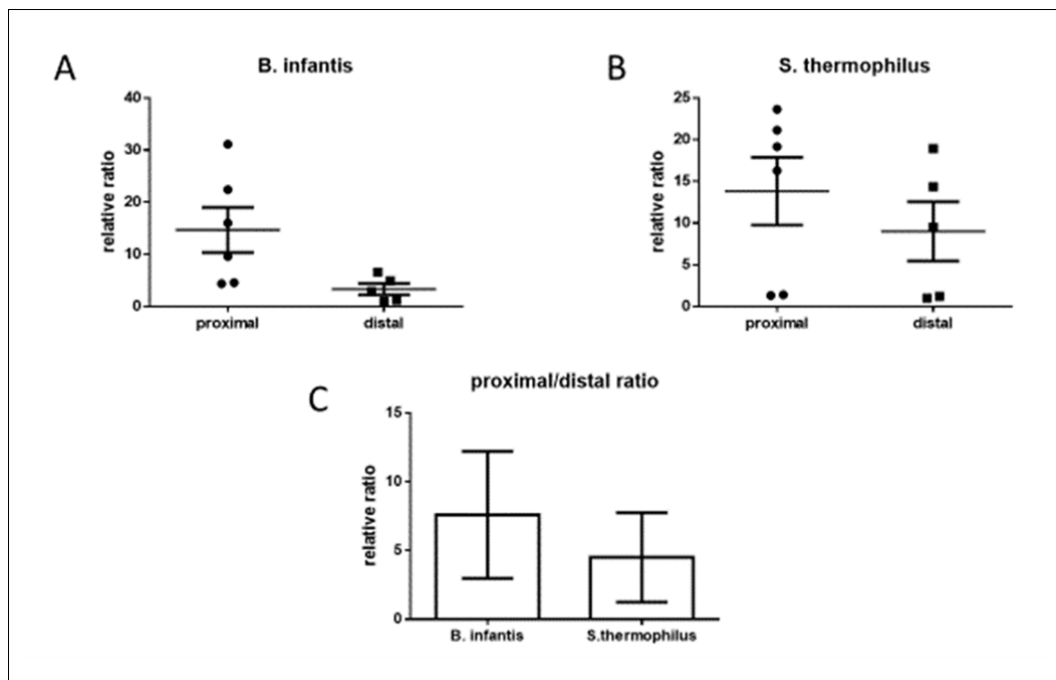 A
B. infantis
relative ratio
40
30
20
10
0
proximal
distal
B
S. thermophilus
relative ratio
25
20
15
10
5
0
proximal
distal
C
proximal/distal ratio
relative ratio
15
10
5
0
B. infantis
S.thermophilus